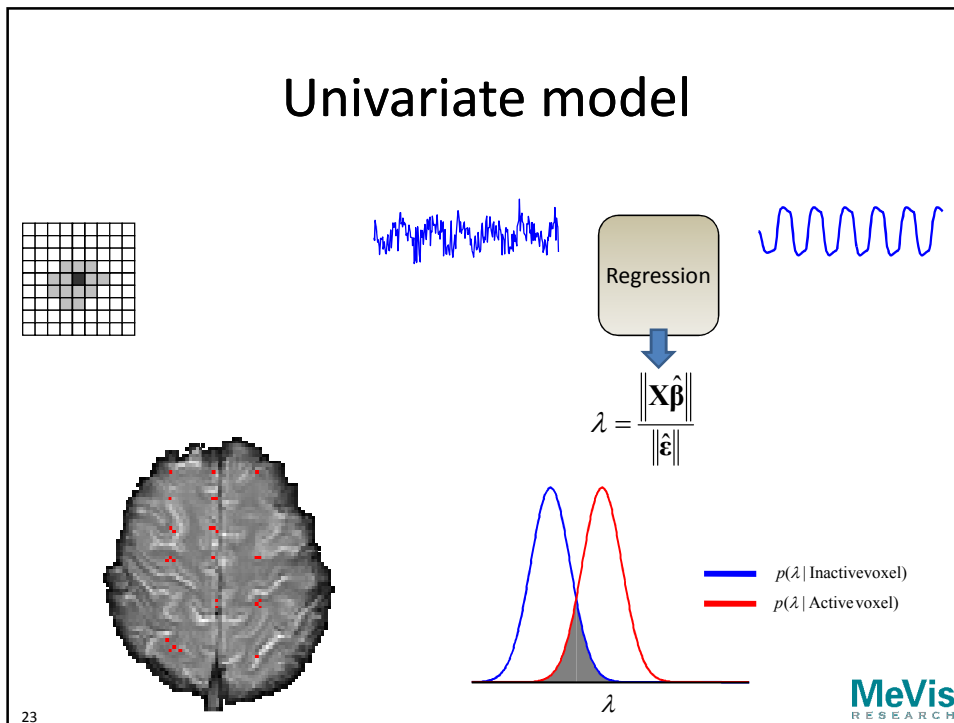 Univariate model
Regression
λ = ‖Xβ̂‖ / ‖ε̂‖
p(λ | Inactivevoxel)
p(λ | Activevoxel)
λ
23
MeVis
RESEARCH